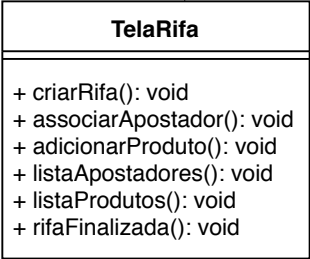 TelaRifa
+ criarRifa(): void
+ associarApostador(): void
+ adicionarProduto(): void
+ listaApostadores(): void
+ listaProdutos(): void
+ rifaFinalizada(): void